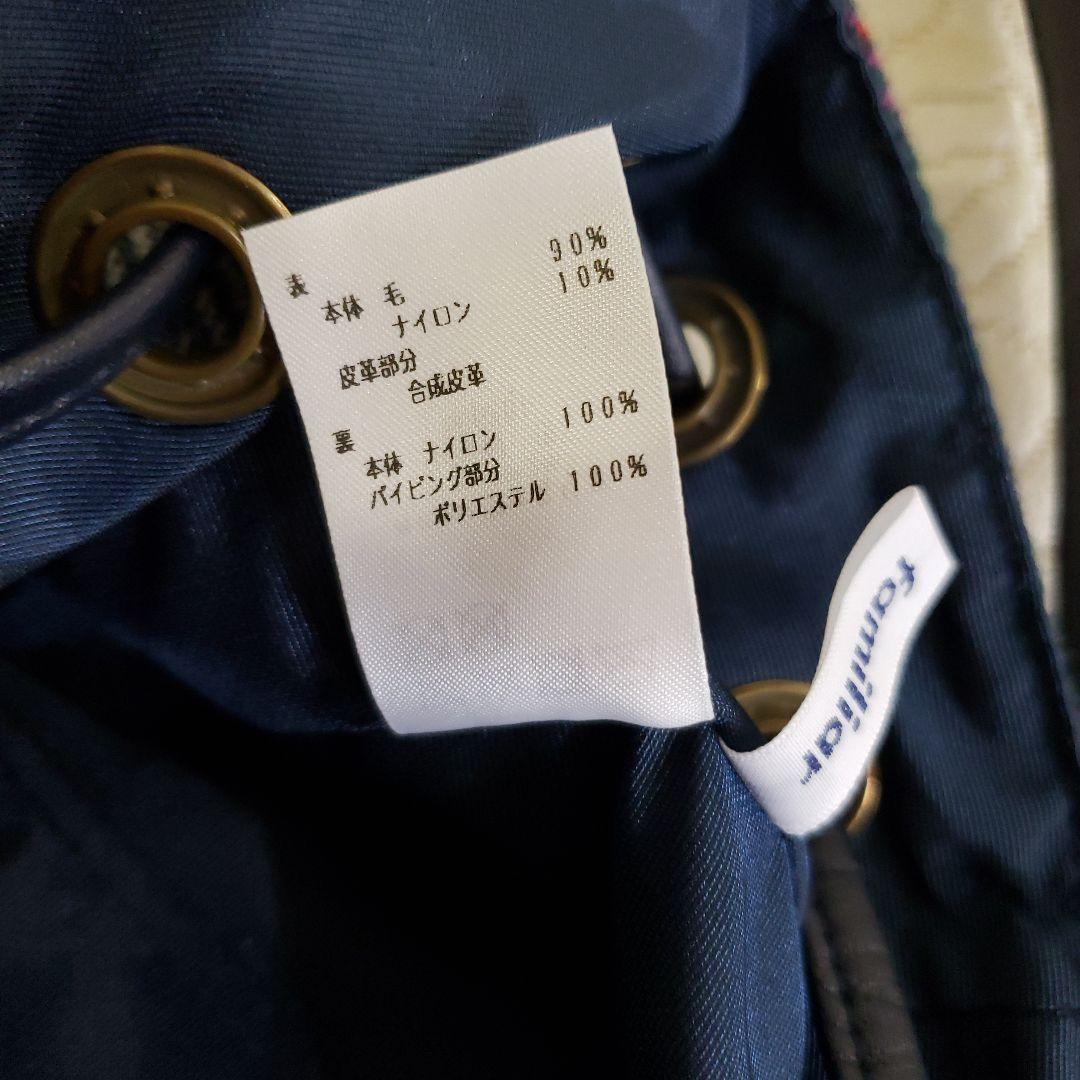 表
本体 毛 90%
ナイロン 10%
皮革部分
合成皮革
裏
本体 ナイロン 100%
パイピング部分
ポリエステル 100%
familiar